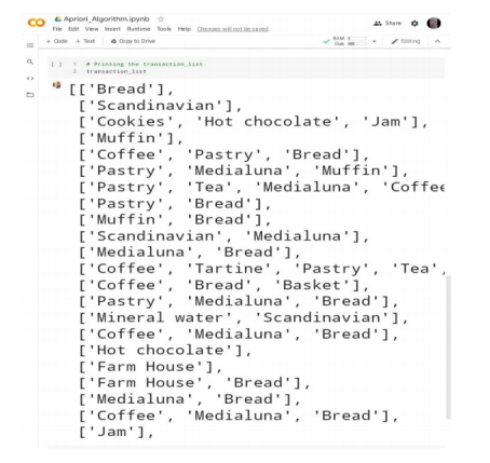 CO Apriori_Algorithm.ipynb
File Edit View Insert Runtime Tools Help Changes will not be saved
Share
+ Code + Text Copy to Drive
RAM
Disk
Editing
[ ] 1 # Printing the transaction_list
2 transaction_list
[['Bread'],
['Scandinavian'],
['Cookies', 'Hot chocolate', 'Jam'],
['Muffin'],
['Coffee', 'Pastry', 'Bread'],
['Pastry', 'Medialuna', 'Muffin'],
['Pastry', 'Tea', 'Medialuna', 'Coffee
['Pastry', 'Bread'],
['Muffin', 'Bread'],
['Scandinavian', 'Medialuna'],
['Medialuna', 'Bread'],
['Coffee', 'Tartine', 'Pastry', 'Tea',
['Coffee', 'Bread', 'Basket'],
['Pastry', 'Medialuna', 'Bread'],
['Mineral water', 'Scandinavian'],
['Coffee', 'Medialuna', 'Bread'],
['Hot chocolate'],
['Farm House'],
['Farm House', 'Bread'],
['Medialuna', 'Bread'],
['Coffee', 'Medialuna', 'Bread'],
['Jam'],